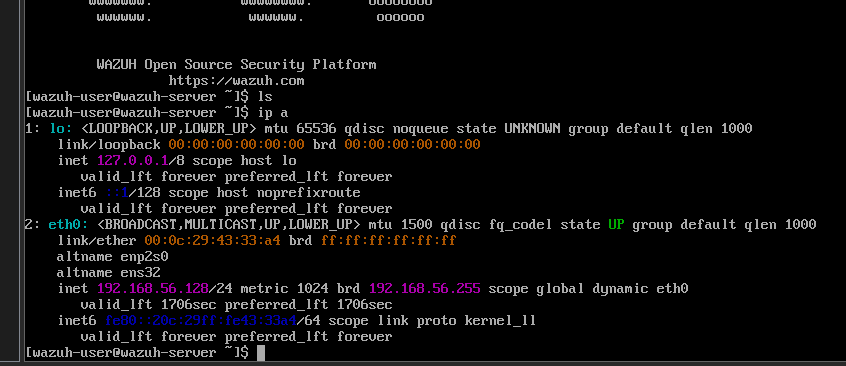 wwwwwww. wwwwwwww. oooooooo
wwwwww. wwwwww. oooooo
WAZUH Open Source Security Platform
https://wazuh.com
[wazuh-user@wazuh-server ~]$ ls
[wazuh-user@wazuh-server ~]$ ip a
1: lo: <LOOPBACK,UP,LOWER_UP> mtu 65536 qdisc noqueue state UNKNOWN group default qlen 1000
link/loopback 00:00:00:00:00:00 brd 00:00:00:00:00:00
inet 127.0.0.1/8 scope host lo
valid_lft forever preferred_lft forever
inet6 ::1/128 scope host noprefixroute
valid_lft forever preferred_lft forever
2: eth0: <BROADCAST,MULTICAST,UP,LOWER_UP> mtu 1500 qdisc fq_codel state UP group default qlen 1000
link/ether 00:0c:29:43:33:a4 brd ff:ff:ff:ff:ff:ff
altname enp2s0
altname ens32
inet 192.168.56.128/24 metric 1024 brd 192.168.56.255 scope global dynamic eth0
valid_lft 1706sec preferred_lft 1706sec
inet6 fe80::20c:29ff:fe43:33a4/64 scope link proto kernel_ll
valid_lft forever preferred_lft forever
[wazuh-user@wazuh-server ~]$